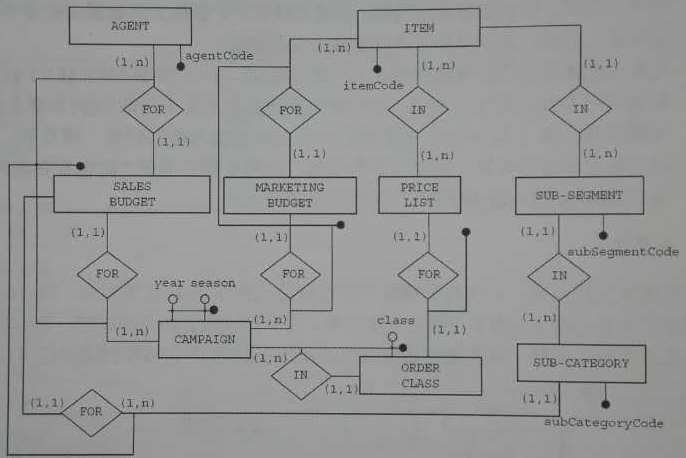 AGENT
ITEM
(1,n)
agentCode
(1,n)
itemCode
(1,n)
(1,1)
FOR
FOR
IN
IN
(1,1)
(1,1)
(1,n)
(1,n)
SALES
BUDGET
MARKETING
BUDGET
PRICE
LIST
SUB-SEGMENT
(1,1)
(1,1)
(1,1)
(1,1)
subSegmentCode
FOR
FOR
FOR
IN
year season
class
(1,n)
(1,n)
(1,1)
(1,n)
CAMPAIGN
(1,n)
IN
(1,1)
ORDER
CLASS
SUB-CATEGORY
(1,1)
FOR
(1,n)
(1,1)
subCategoryCode